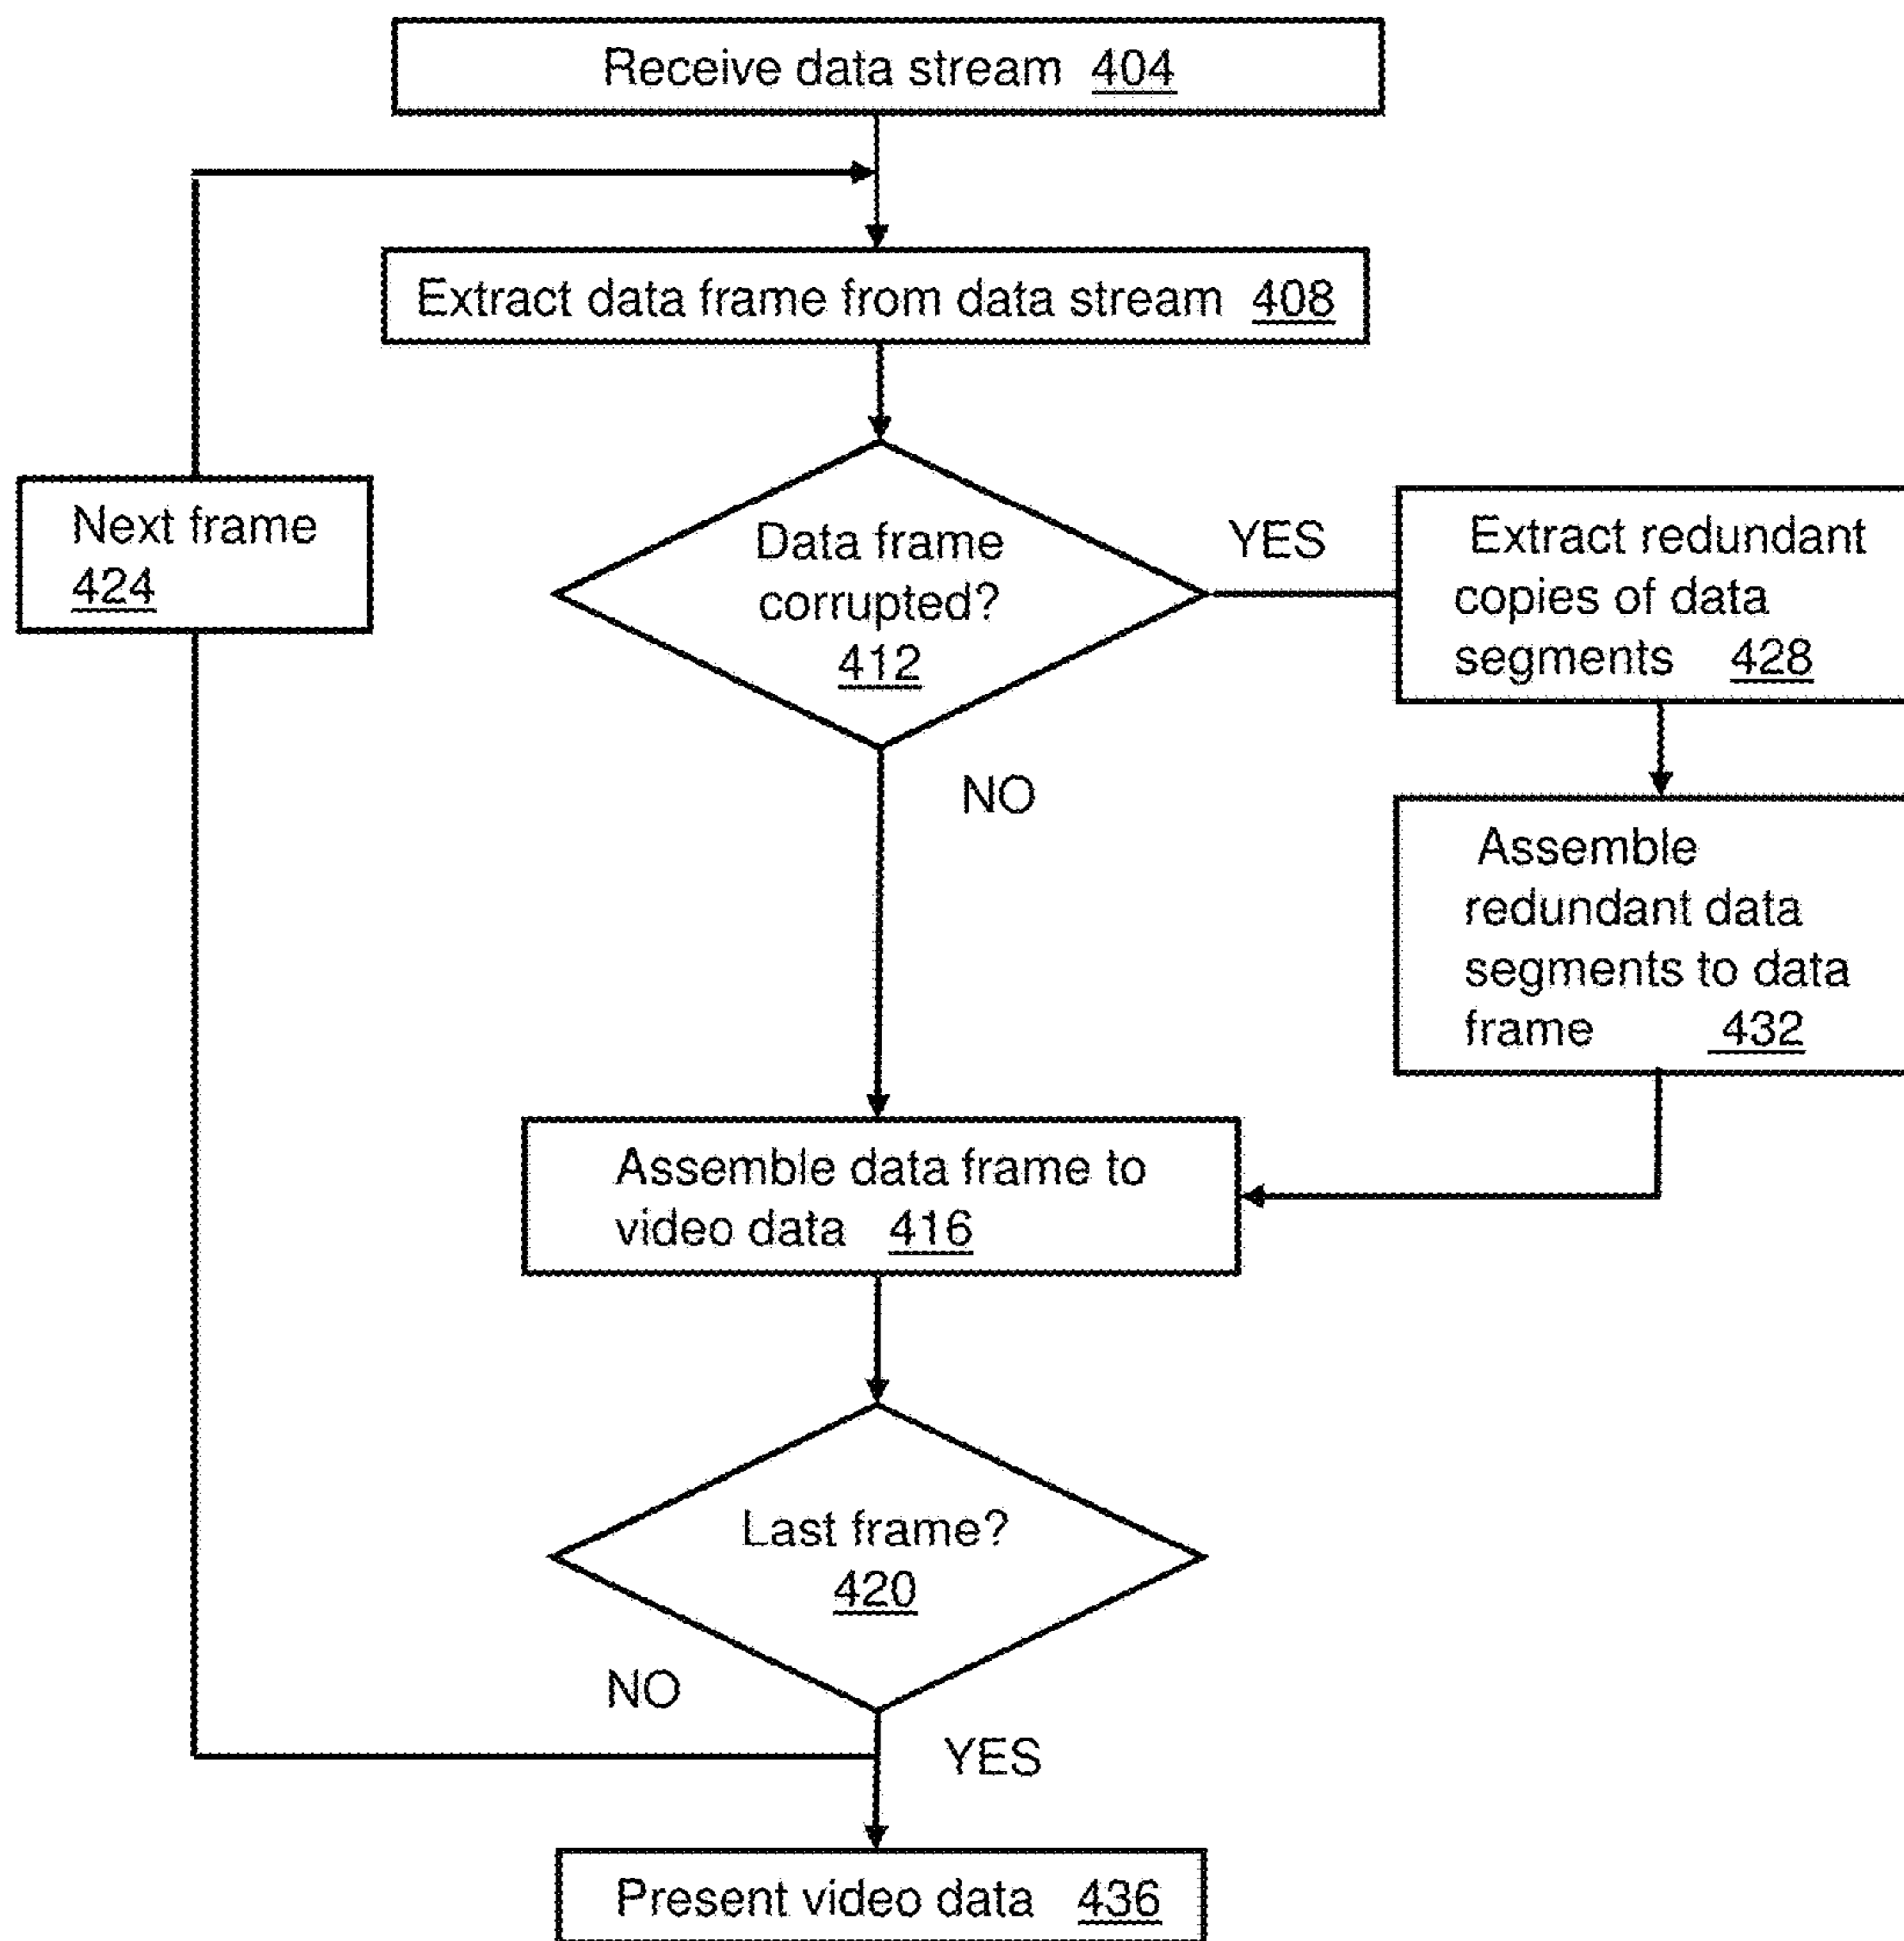 Receive data stream 404
Extract data frame from data stream 408
Next frame
424
Data frame
corrupted?
412
YES
Extract redundant
copies of data
segments 428
NO
Assemble
redundant data
segments to data
frame 432
Assemble data frame to
video data 416
Last frame?
420
NO
YES
Present video data 436